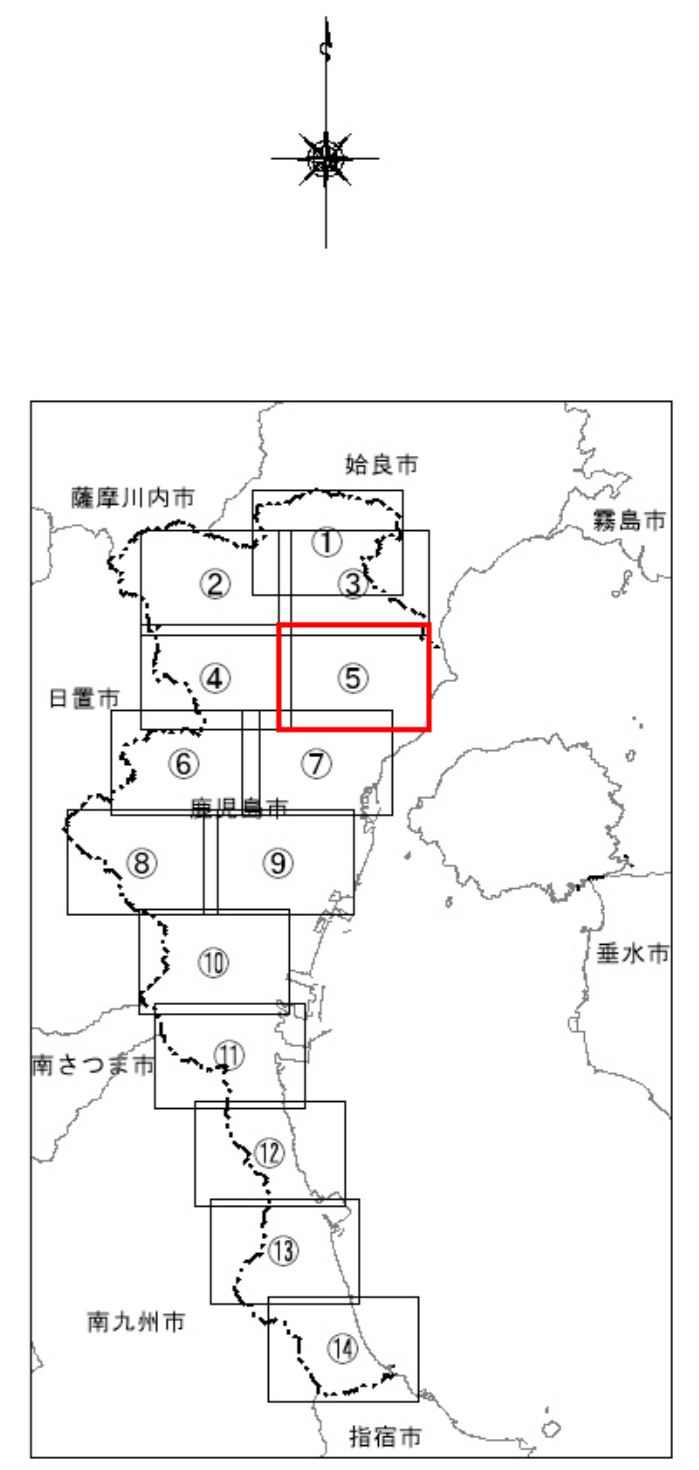 姶良市
薩摩川内市
霧島市
①
②
③
④
⑤
日置市
⑥
⑦
鹿児島市
⑧
⑨
垂水市
⑩
南さつま市
⑪
⑫
⑬
南九州市
⑭
指宿市